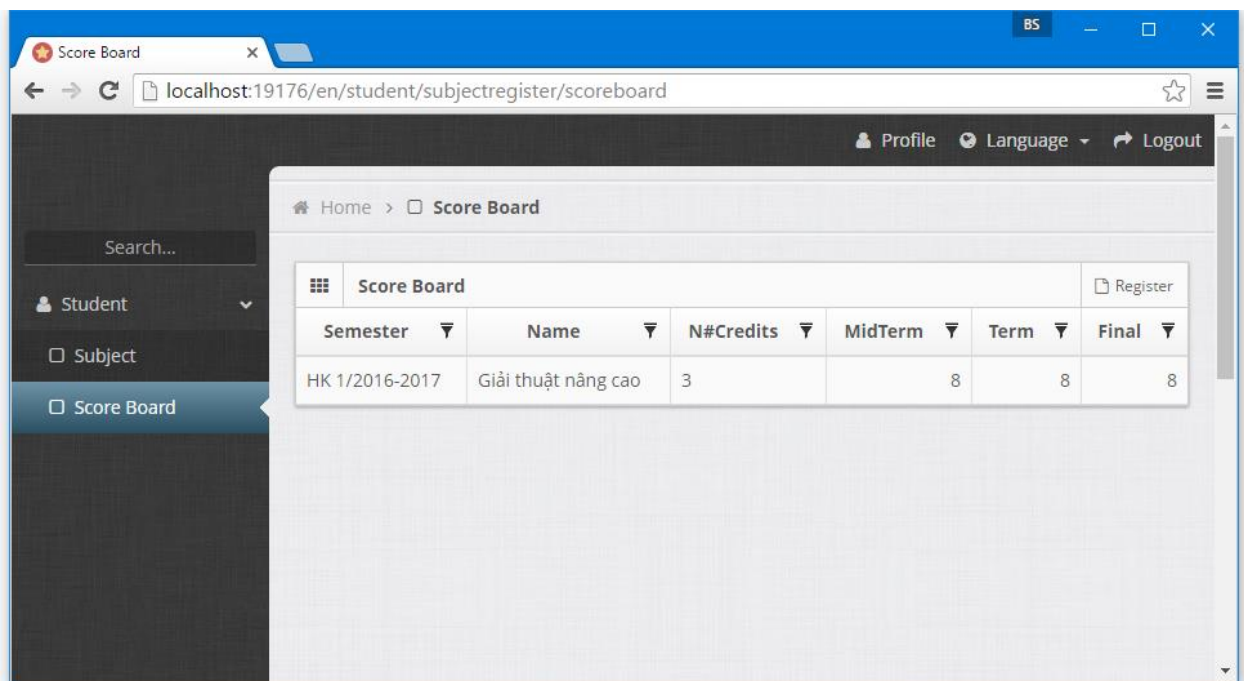 BS
Score Board
localhost:19176/en/student/subjectregister/scoreboard
Profile Language Logout
Home > Score Board
Search...
Student
Subject
Score Board
Score Board Register
Semester Name N#Credits MidTerm Term Final
HK 1/2016-2017 Giải thuật nâng cao 3 8 8 8